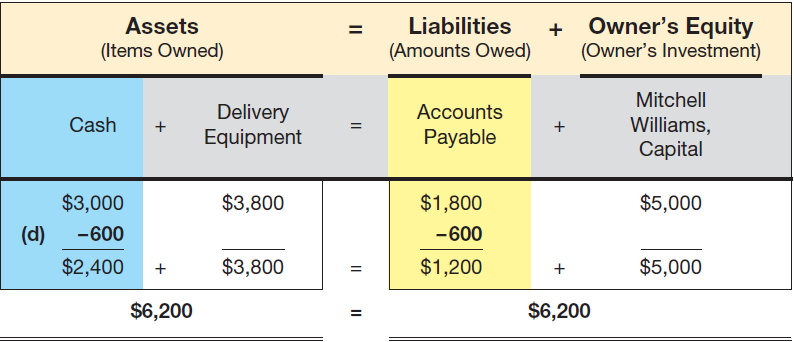 Assets = Liabilities + Owner's Equity
(Items Owned) (Amounts Owed) (Owner's Investment)
Cash + Delivery Equipment = Accounts Payable + Mitchell Williams, Capital
$3,000 $3,800 $1,800 $5,000
(d) -600 -600
$2,400 + $3,800 = $1,200 + $5,000
$6,200 = $6,200